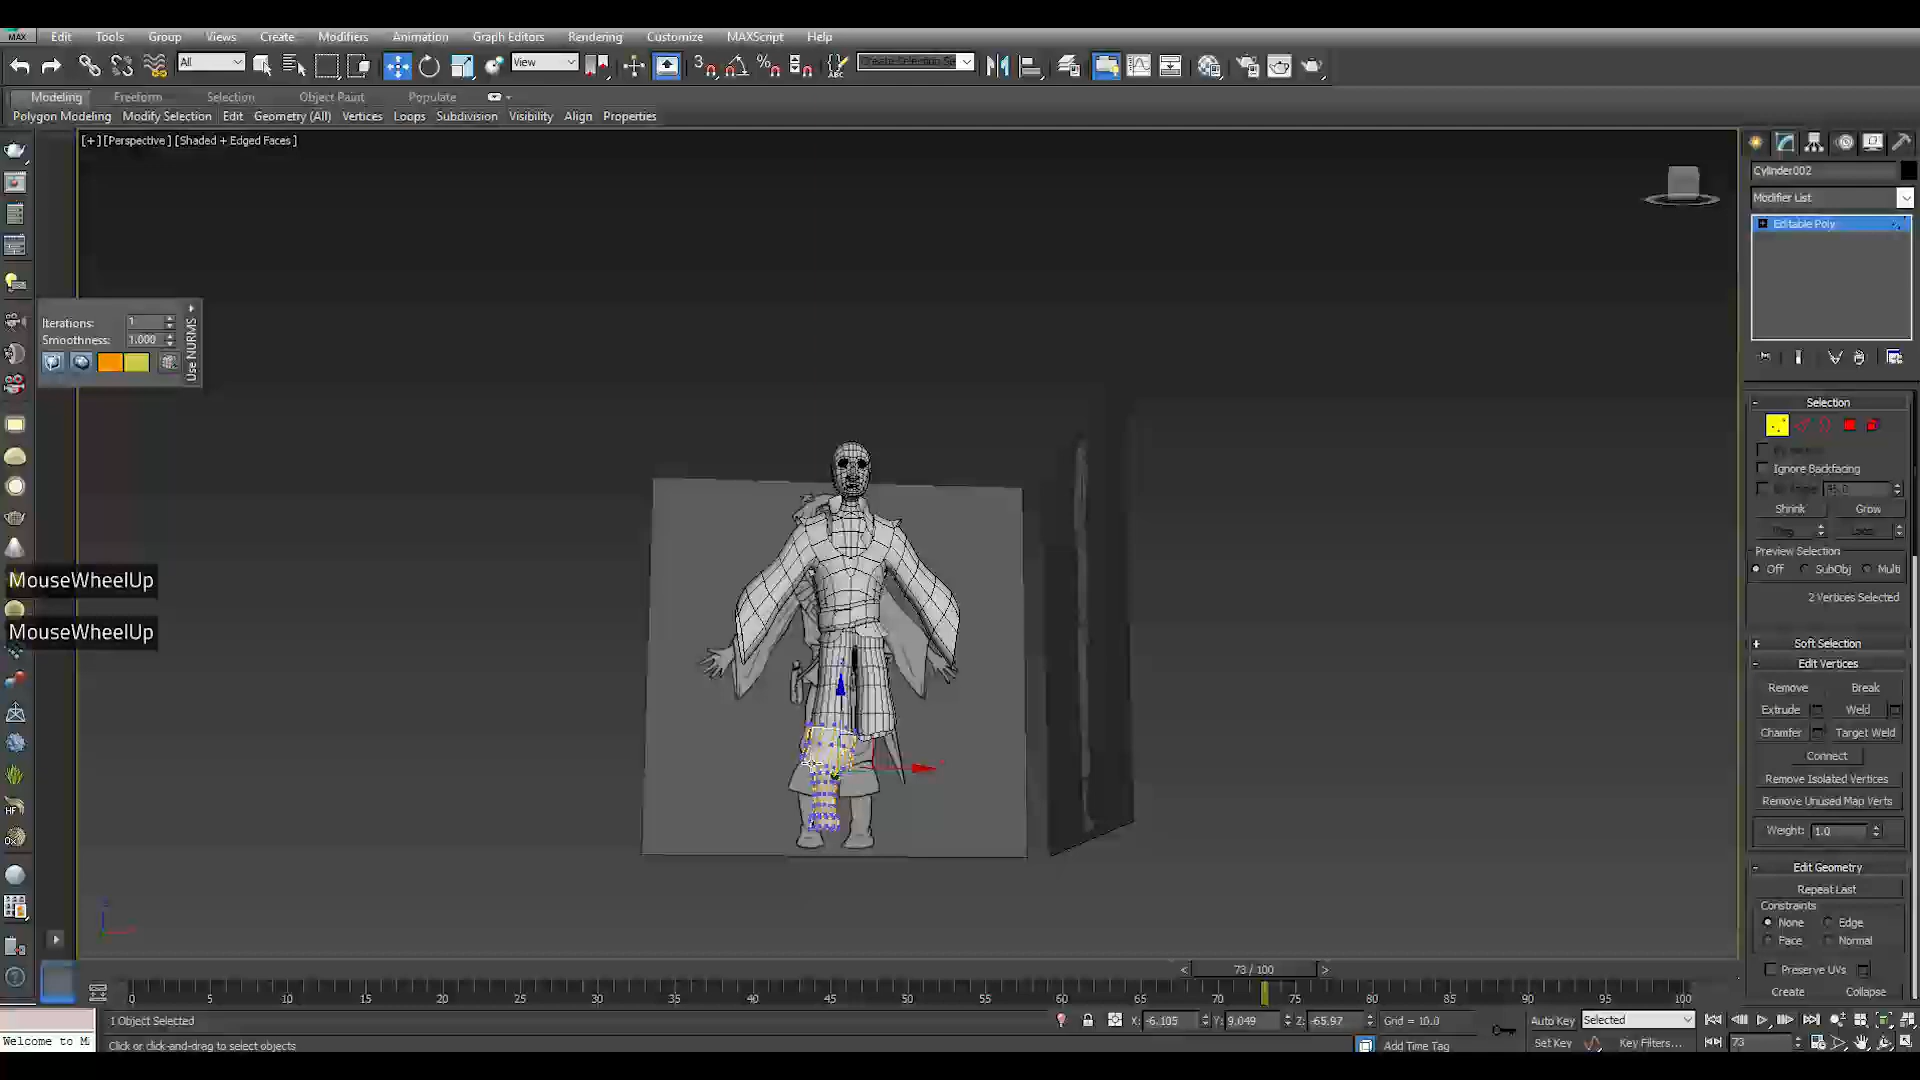 MAX Edit Tools Group Views Create Modifiers Animation Graph Editors Rendering Customize MAXScript Help
All View Create Selection Se
Modeling Freeform Selection Object Paint Populate
Polygon Modeling Modify Selection Edit Geometry (All) Vertices Loops Subdivision Visibility Align Properties
[+] [Perspective ] [Shaded + Edged Faces ]
Cylinder002
Modifier List
Editable Poly
Iterations: 1
Smoothness: 1.000
Use NURMS
Selection
Ignore Backfacing
Shrink Grow
Preview Selection
Off SubObj Multi
2 Vertices Selected
MouseWheelUp
MouseWheelUp
Soft Selection
Edit Vertices
Remove Break
Extrude Weld
Chamfer Target Weld
Connect
Remove Isolated Vertices
Remove Unused Map Verts
Weight: 1.0
Edit Geometry
Repeat Last
Constraints
None Edge
Face Normal
Preserve UVs
Create Collapse
< 73 / 100 >
0 5 10 15 20 25 30 35 40 45 50 55 60 65 70 75 80 85 90 95 100
1 Object Selected X: -6.105 Y: 9.049 Z: -65.97 Grid = 10.0 Auto Key Selected
Welcome to M
Click or click-and-drag to select objects Add Time Tag Set Key Key Filters... 73